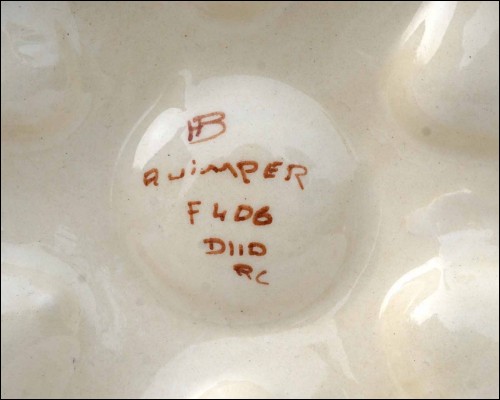 HB
QUIMPER
F406
D110
RC